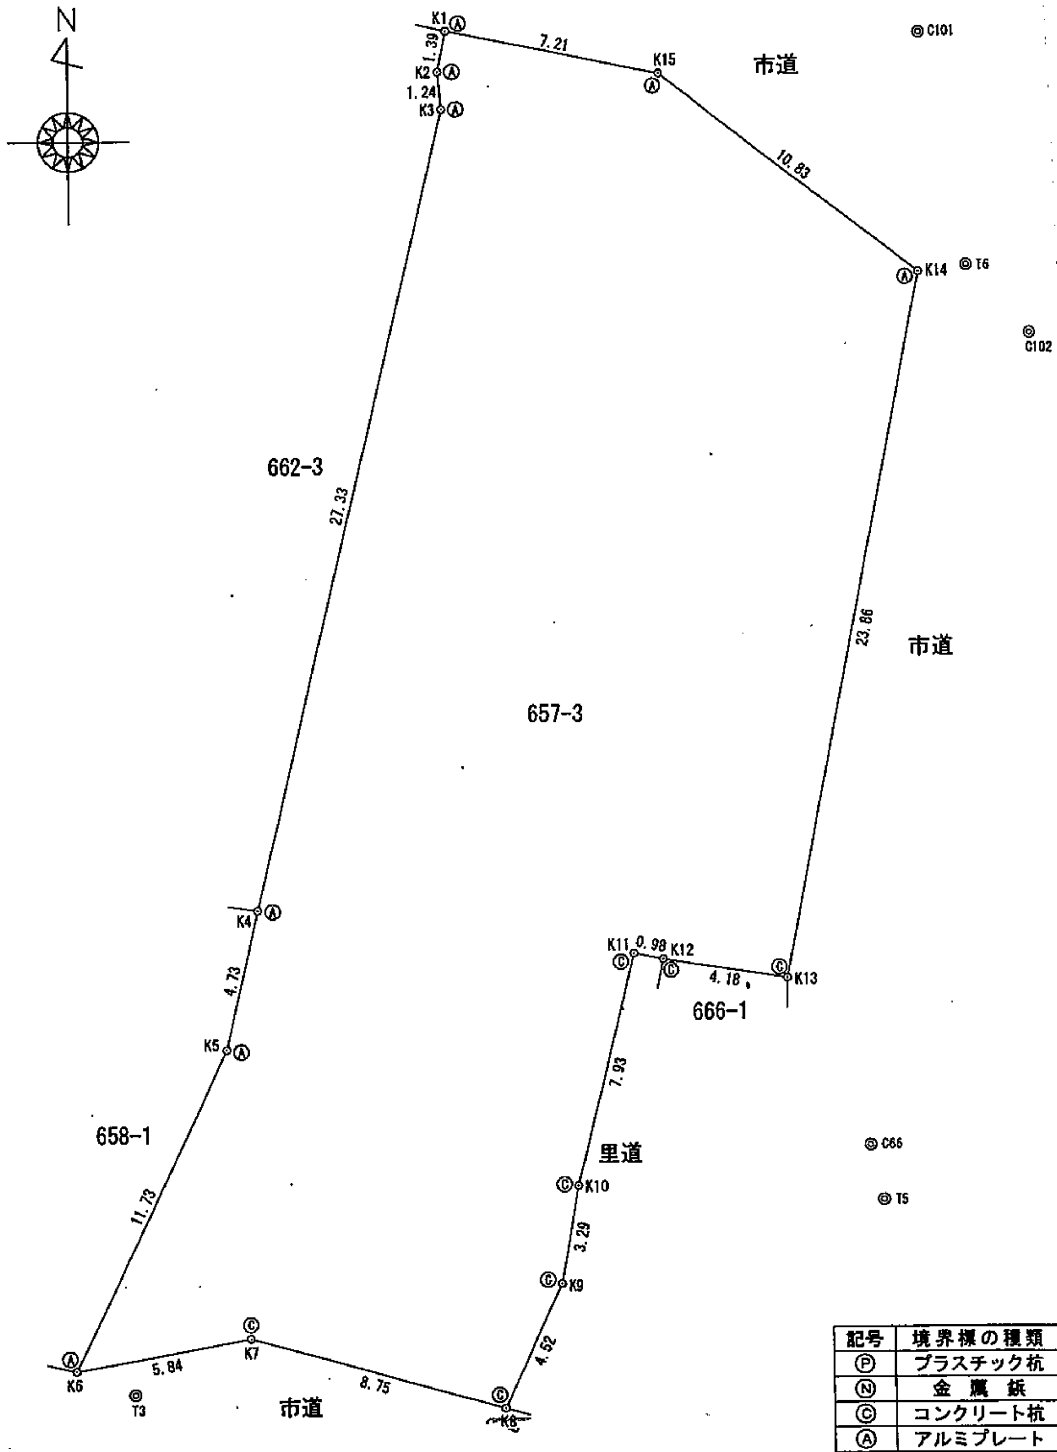 N
K1 Ⓐ
7.21
1.39
K2 Ⓐ
1.24
K3 Ⓐ
K15
Ⓐ
市道
C101
10.83
Ⓐ K14
T6
C102
662-3
27.33
23.86
市道
657-3
K4 Ⓐ
4.73
K5 Ⓐ
K11 0.98 K12
Ⓒ Ⓒ
4.18
Ⓒ K13
666-1
7.93
658-1
里道
C66
T5
11.73
Ⓒ K10
3.29
Ⓒ K9
4.52
Ⓐ
K6
5.84
Ⓒ
K7
8.75
Ⓒ
K8
T3
市道
記号 境界標の種類
Ⓟ プラスチック杭
Ⓝ 金属鋲
Ⓒ コンクリート杭
Ⓐ アルミプレート